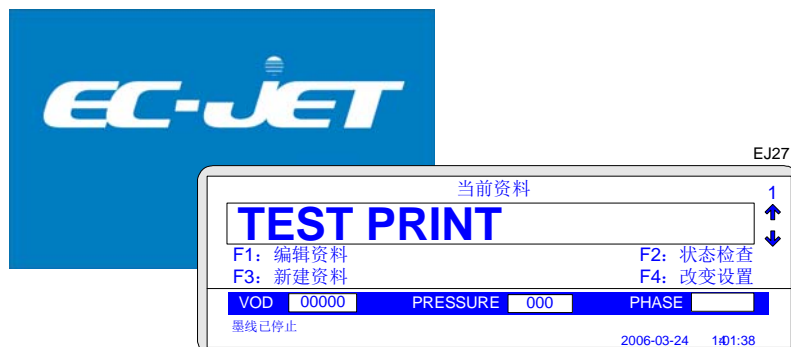 EC-JET
EJ27
当前资料
1
TEST PRINT
F1：编辑资料
F2：状态检查
F3：新建资料
F4：改变设置
VOD 00000 PRESSURE 000 PHASE
墨线已停止
2006-03-24